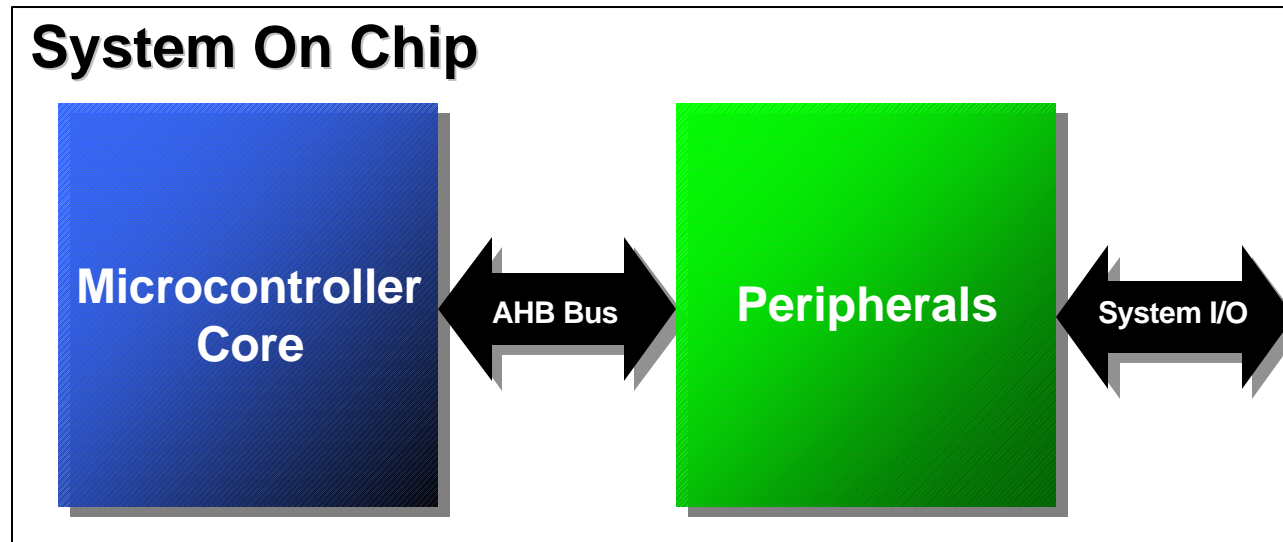 System On Chip
Microcontroller
Core
AHB Bus
Peripherals
System I/O